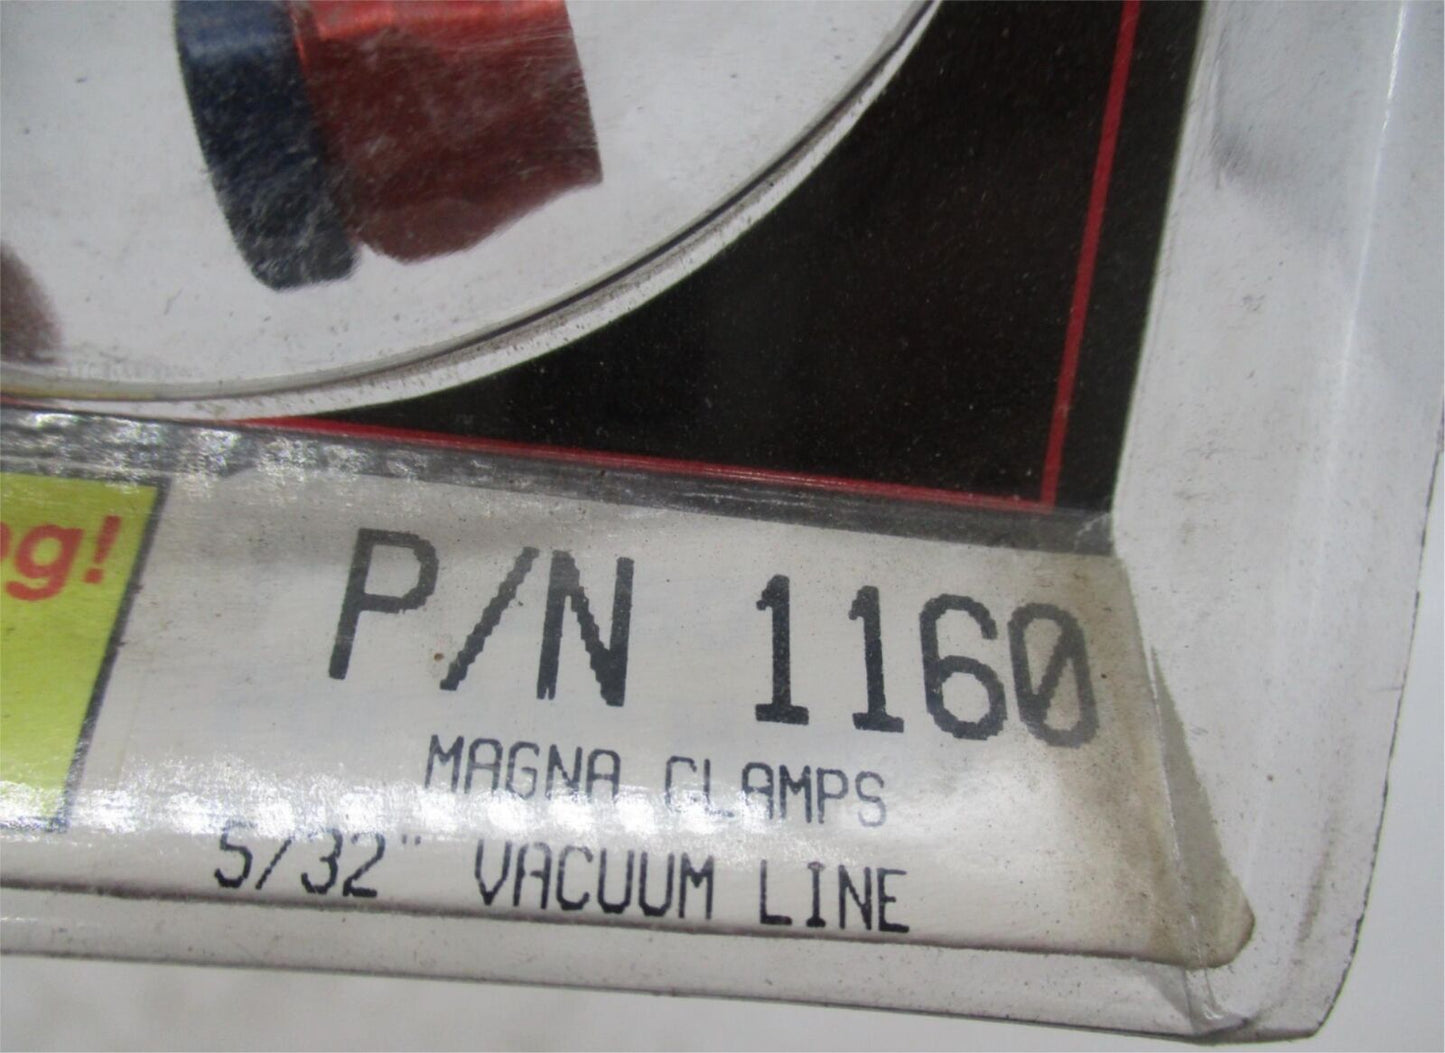 g!
P/N 1160
MAGNA CLAMPS
5/32" VACUUM LINE